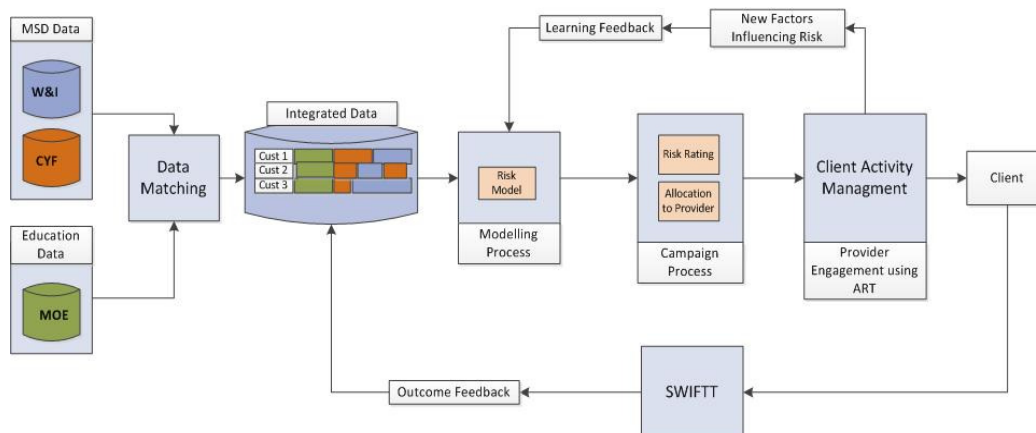 MSD Data
W&I
CYF
Education
Data
MOE
Data
Matching
Integrated Data
Cust 1
Cust 2
Cust 3
Learning Feedback
New Factors
Influencing Risk
Risk
Model
Modelling
Process
Risk Rating
Allocation
to Provider
Campaign
Process
Client Activity
Managment
Provider
Engagement using
ART
Client
Outcome Feedback
SWIFTT